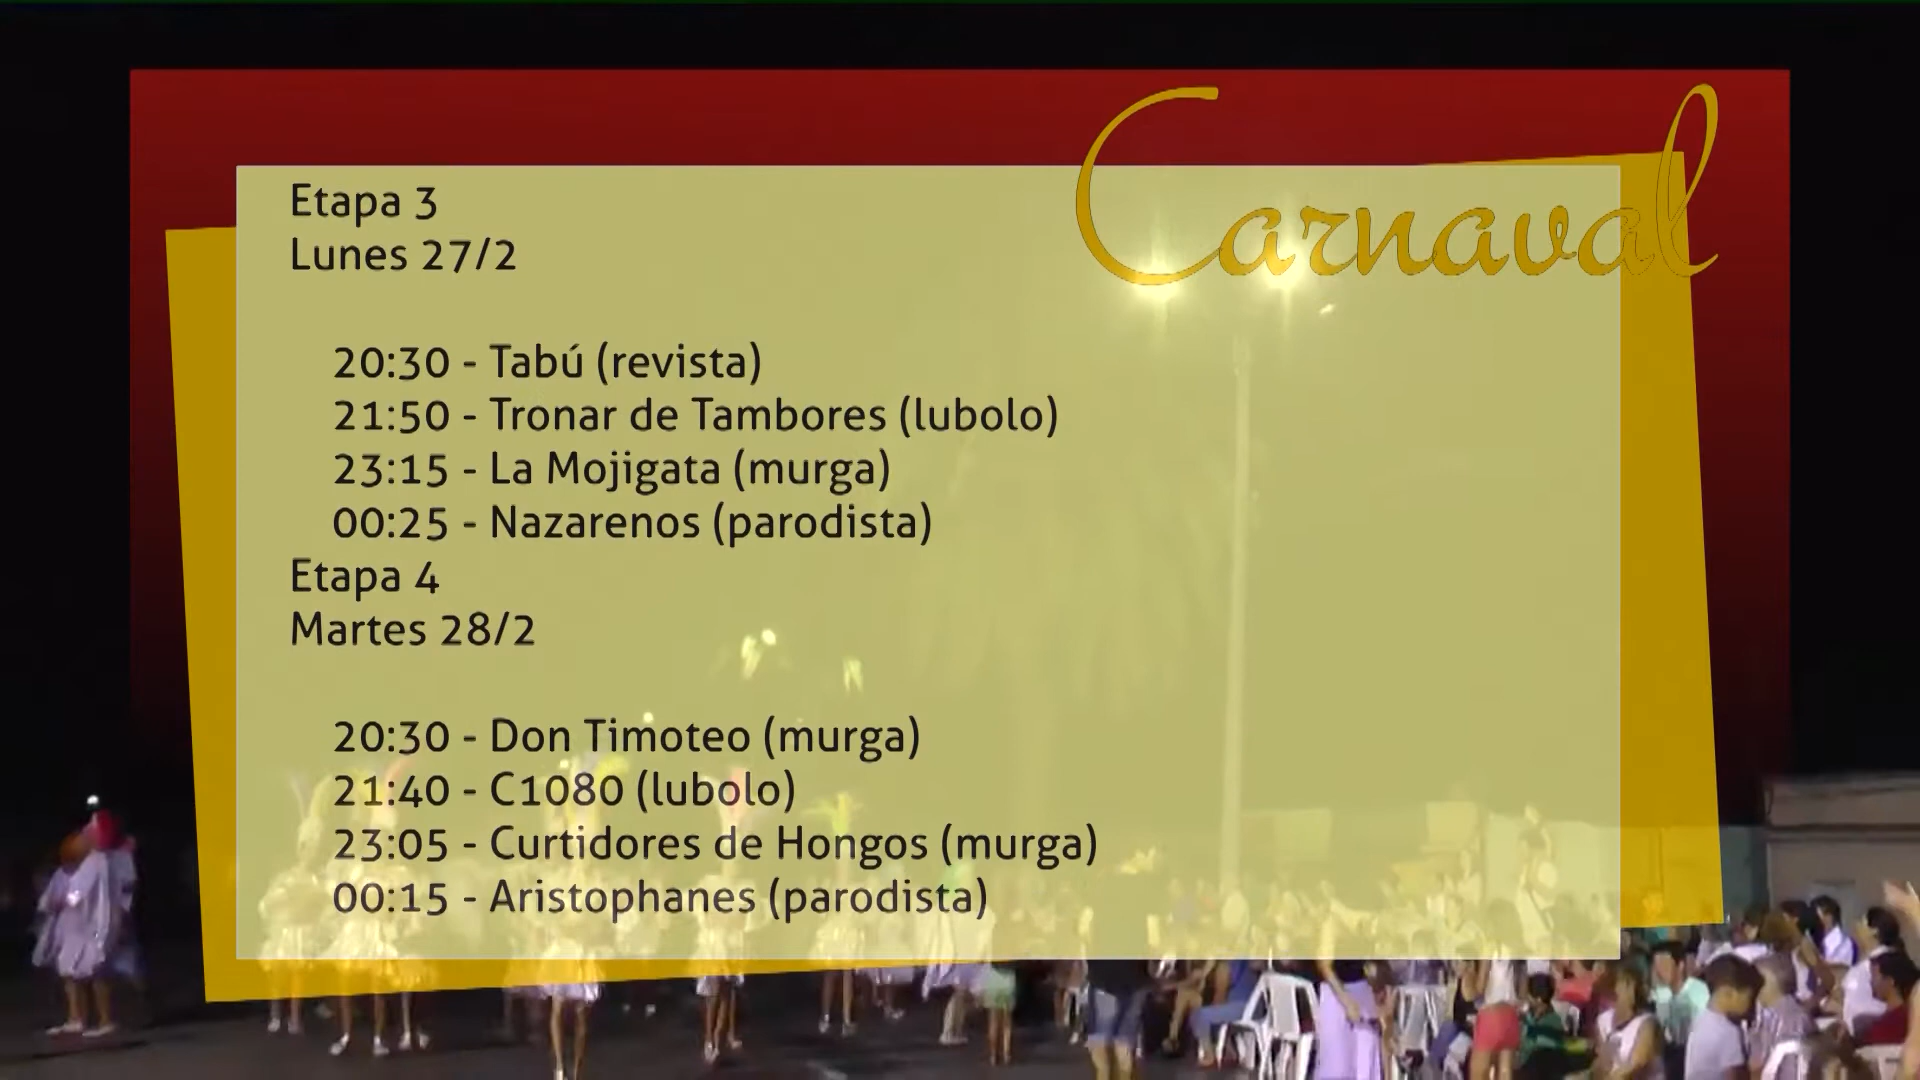 Carnaval
Etapa 3
Lunes 27/2
20:30 - Tabú (revista)
21:50 - Tronar de Tambores (lubolo)
23:15 - La Mojigata (murga)
00:25 - Nazarenos (parodista)
Etapa 4
Martes 28/2
20:30 - Don Timoteo (murga)
21:40 - C1080 (lubolo)
23:05 - Curtidores de Hongos (murga)
00:15 - Aristophanes (parodista)